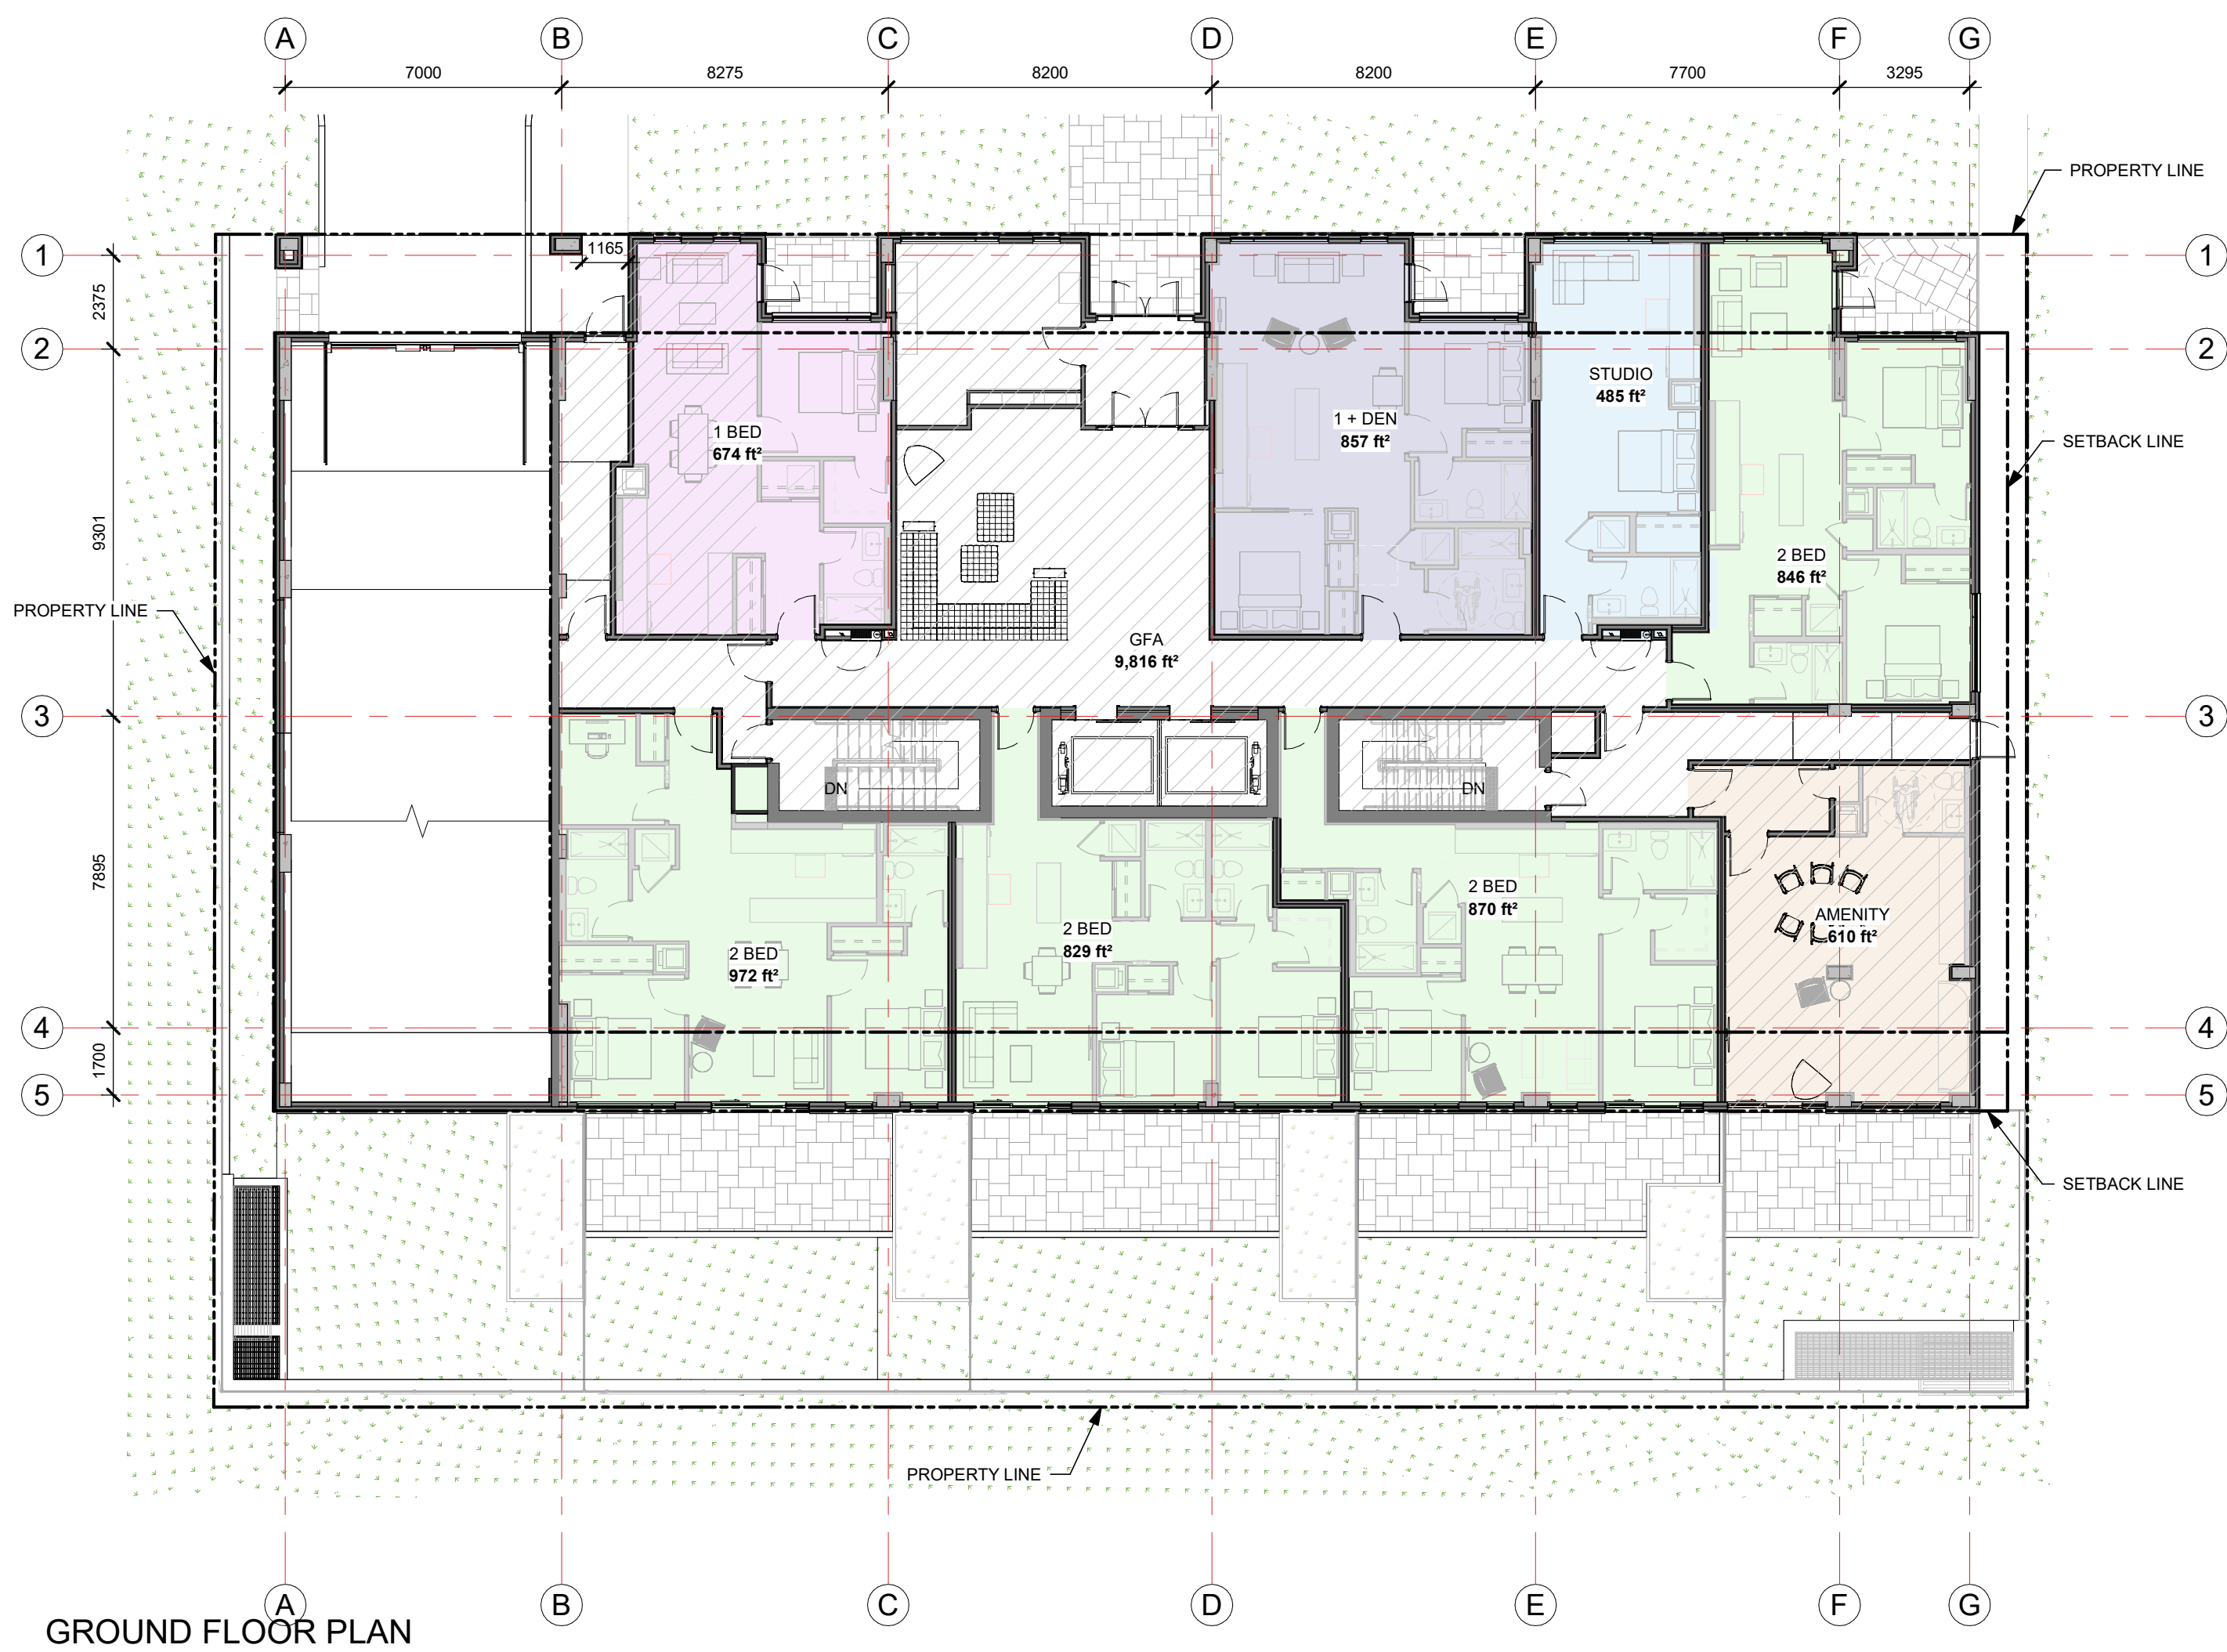 A B C D E F G
7000 8275 8200 8200 7700 3295
PROPERTY LINE
1 1165 1
2375
2 2
STUDIO
485 ft²
1 + DEN
857 ft²
1 BED
674 ft²
SETBACK LINE
9301
2 BED
846 ft²
PROPERTY LINE
GFA
9,816 ft²
3 3
DN DN
7895
2 BED
870 ft²
AMENITY
610 ft²
2 BED
829 ft²
2 BED
972 ft²
4 4
1700
5 5
SETBACK LINE
PROPERTY LINE
A B C D E F G
GROUND FLOOR PLAN